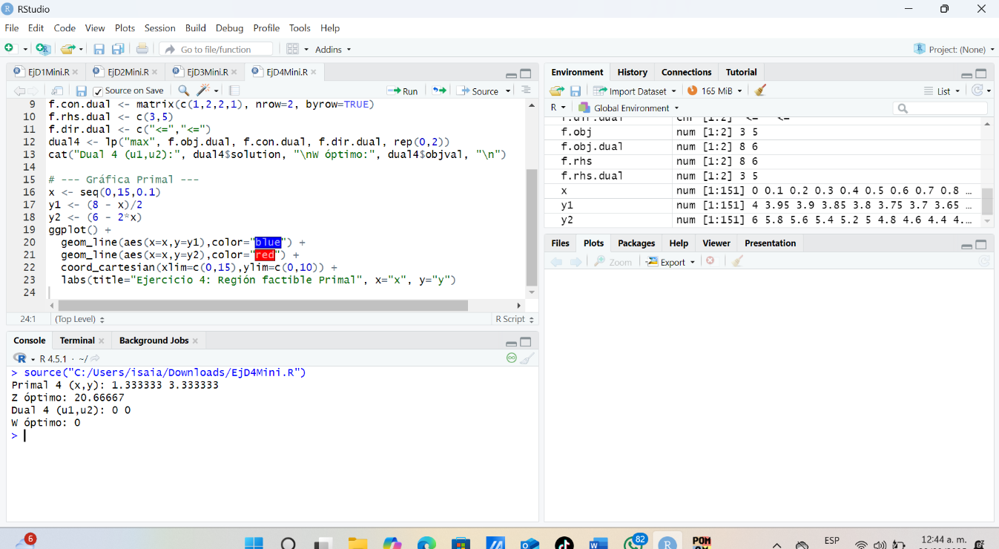 RStudio
File Edit Code View Plots Session Build Debug Profile Tools Help
Go to file/function Addins Project: (None)
EjD1Mini.R EjD2Mini.R EjD3Mini.R EjD4Mini.R
Source on Save Run Source
9 f.con.dual <- matrix(c(1,2,2,1), nrow=2, byrow=TRUE)
10 f.rhs.dual <- c(3,5)
11 f.dir.dual <- c("<=","<=")
12 dual4 <- lp("max", f.obj.dual, f.con.dual, f.dir.dual, rep(0,2))
13 cat("Dual 4 (u1,u2):", dual4$solution, "\nW óptimo:", dual4$objval, "\n")
14
15 # --- Gráfica Primal ---
16 x <- seq(0,15,0.1)
17 y1 <- (8 - x)/2
18 y2 <- (6 - 2*x)
19 ggplot() +
20 geom_line(aes(x=x,y=y1),color="blue") +
21 geom_line(aes(x=x,y=y2),color="red") +
22 coord_cartesian(xlim=c(0,15),ylim=c(0,10)) +
23 labs(title="Ejercicio 4: Región factible Primal", x="x", y="y")
24
24:1 (Top Level) R Script
Console Terminal Background Jobs
R 4.5.1 · ~/
> source("C:/Users/isaia/Downloads/EjD4Mini.R")
Primal 4 (x,y): 1.333333 3.333333
Z óptimo: 20.66667
Dual 4 (u1,u2): 0 0
W óptimo: 0
>
Environment History Connections Tutorial
Import Dataset 165 MiB List
R Global Environment
f.dir.dual chr [1:2] "<=" "<="
f.obj num [1:2] 3 5
f.obj.dual num [1:2] 8 6
f.rhs num [1:2] 8 6
f.rhs.dual num [1:2] 3 5
x num [1:151] 0 0.1 0.2 0.3 0.4 0.5 0.6 0.7 0.8 ...
y1 num [1:151] 4 3.95 3.9 3.85 3.8 3.75 3.7 3.65 ...
y2 num [1:151] 6 5.8 5.6 5.4 5.2 5 4.8 4.6 4.4 4....
Files Plots Packages Help Viewer Presentation
Zoom Export
6
82
ESP
12:44 a. m.